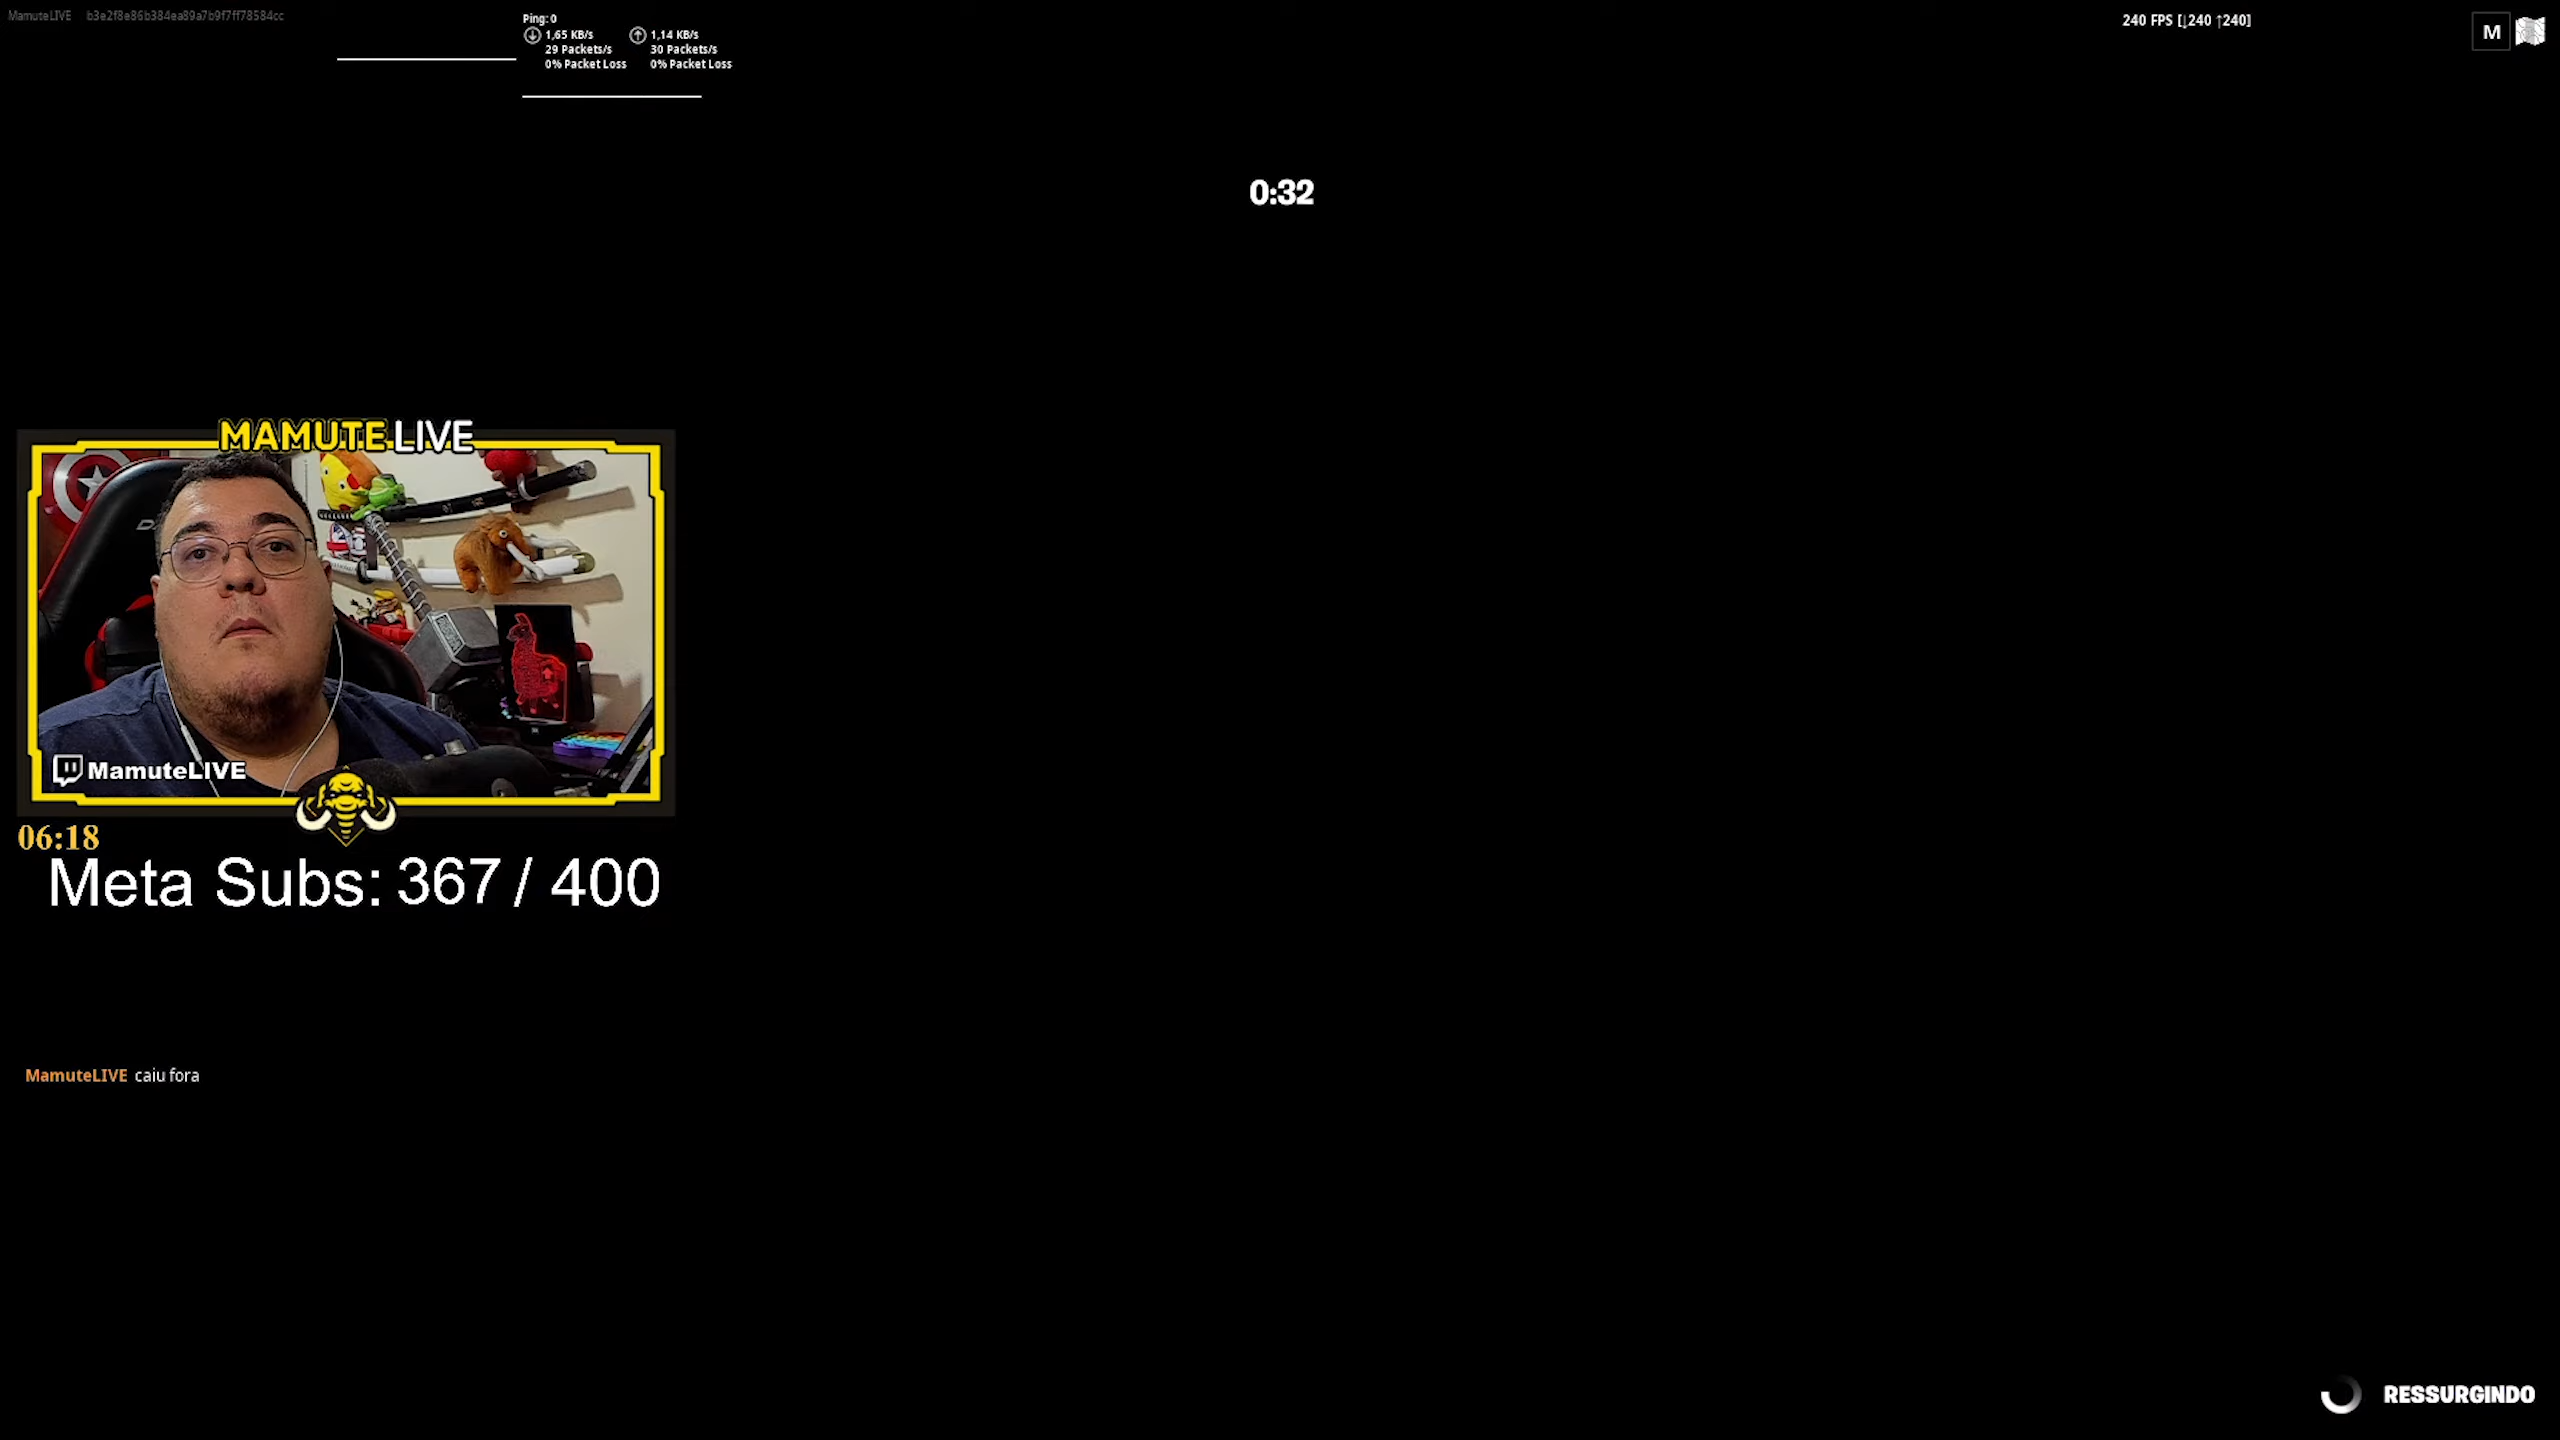 MamuteLIVE b3e2f8e86b384ea89a7b9f7ff78584cc
Ping: 0
1,65 KB/s 1,14 KB/s
29 Packets/s 30 Packets/s
0% Packet Loss 0% Packet Loss
240 FPS [↓240 ↑240]
M
0:32
MAMUTE LIVE
MamuteLIVE
06:18
Meta Subs: 367 / 400
MamuteLIVE caiu fora
RESSURGINDO